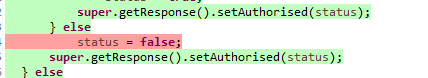 super.getResponse().setAuthorised(status);
} else
status = false;
super.getResponse().setAuthorised(status);
} else